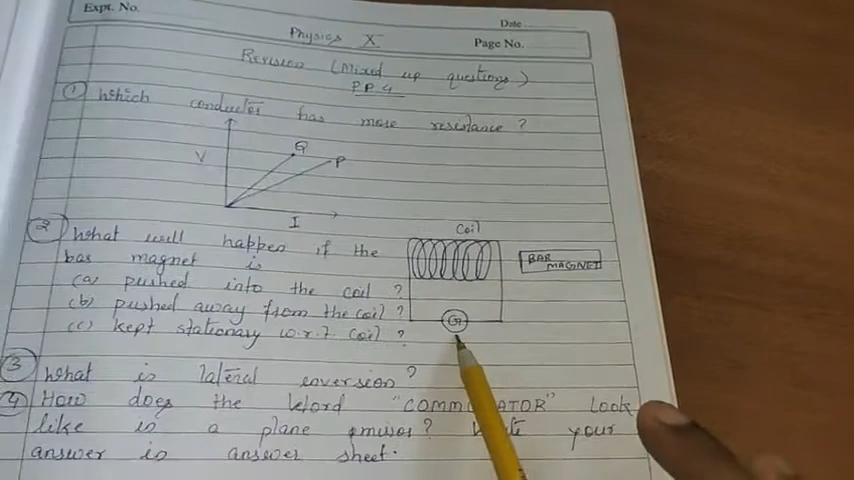 Expt. No.
Date
Page No.
Physics X
Revision (Mixed up questions)
PP 4
① Which conductor has more resistance ?
V
Q
P
I
② What will happen if the
bar magnet is
(a) pushed into the coil ?
(b) pushed away from the coil ?
(c) kept stationary w.r.t coil ?
Coil
BAR
MAGNET
G
③ What is lateral inversion ?
④ How does the word "COMMU ATOR" look
like in a plane mirror? your
answer in answer sheet.